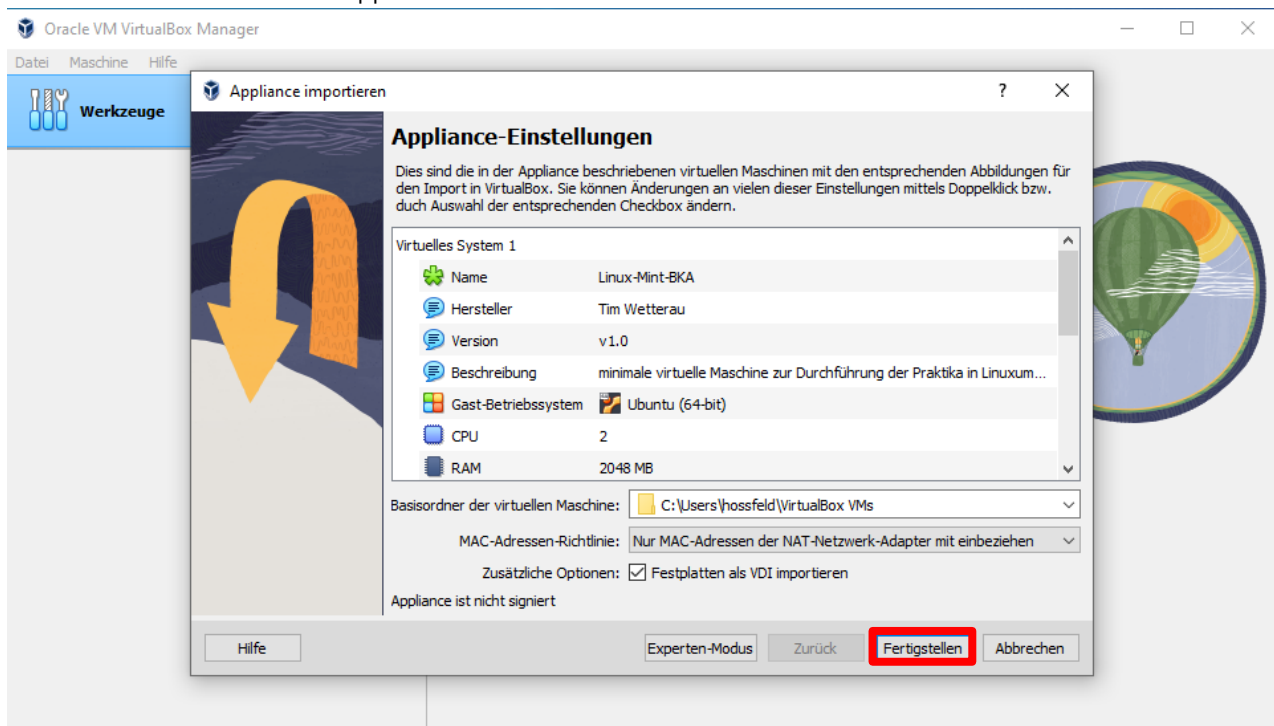 Oracle VM VirtualBox Manager
Datei Maschine Hilfe
Werkzeuge
Appliance importieren
?
Appliance-Einstellungen
Dies sind die in der Appliance beschriebenen virtuellen Maschinen mit den entsprechenden Abbildungen für
den Import in VirtualBox. Sie können Änderungen an vielen dieser Einstellungen mittels Doppelklick bzw.
duch Auswahl der entsprechenden Checkbox ändern.
Virtuelles System 1
Name Linux-Mint-BKA
Hersteller Tim Wetterau
Version v1.0
Beschreibung minimale virtuelle Maschine zur Durchführung der Praktika in Linuxum...
Gast-Betriebssystem Ubuntu (64-bit)
CPU 2
RAM 2048 MB
Basisordner der virtuellen Maschine: C:\Users\hossfeld\VirtualBox VMs
MAC-Adressen-Richtlinie: Nur MAC-Adressen der NAT-Netzwerk-Adapter mit einbeziehen
Zusätzliche Optionen: Festplatten als VDI importieren
Appliance ist nicht signiert
Hilfe Experten-Modus Zurück Fertigstellen Abbrechen